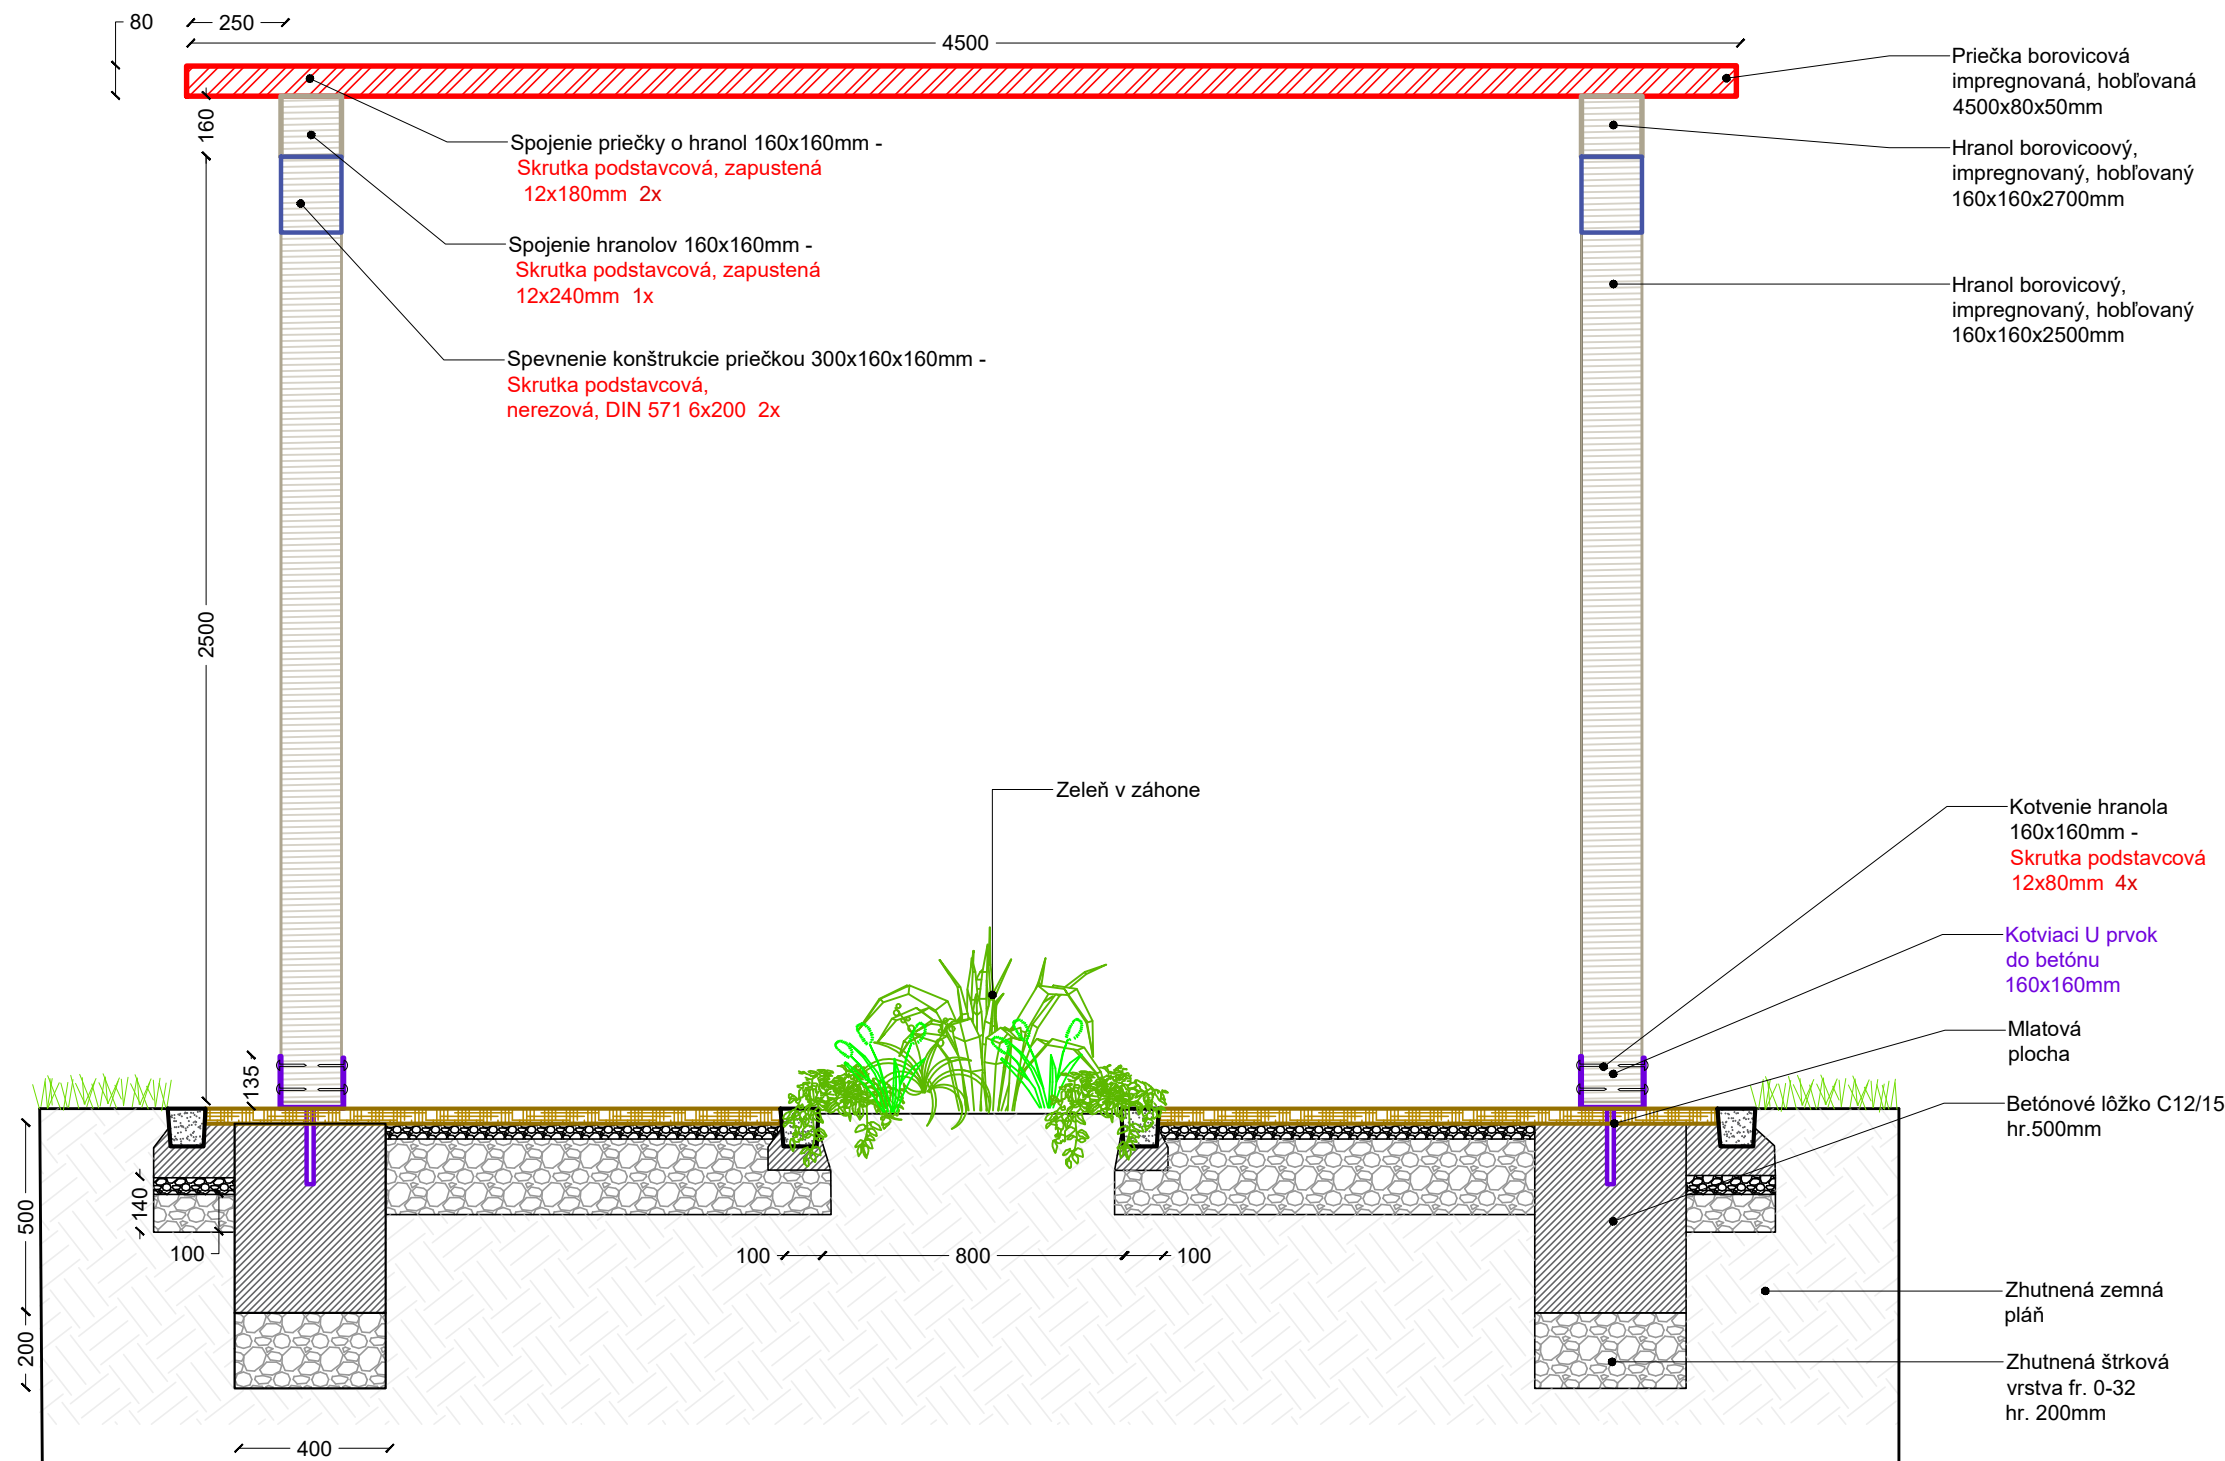 80
250
4500
160
2500
Priečka borovicová
impregnovaná, hobľovaná
4500x80x50mm
Spojenie priečky o hranol 160x160mm -
Skrutka podstavcová, zapustená
12x180mm 2x
Hranol borovicoový,
impregnovaný, hobľovaný
160x160x2700mm
Spojenie hranolov 160x160mm -
Skrutka podstavcová, zapustená
12x240mm 1x
Hranol borovicový,
impregnovaný, hobľovaný
160x160x2500mm
Spevnenie konštrukcie priečkou 300x160x160mm -
Skrutka podstavcová,
nerezová, DIN 571 6x200 2x
Zeleň v záhone
Kotvenie hranola
160x160mm -
Skrutka podstavcová
12x80mm 4x
Kotviaci U prvok
do betónu
160x160mm
Mlatová
plocha
Betónové lôžko C12/15
hr.500mm
135
140
100
500
200
400
100
800
100
Zhutnená zemná
pláň
Zhutnená štrková
vrstva fr. 0-32
hr. 200mm